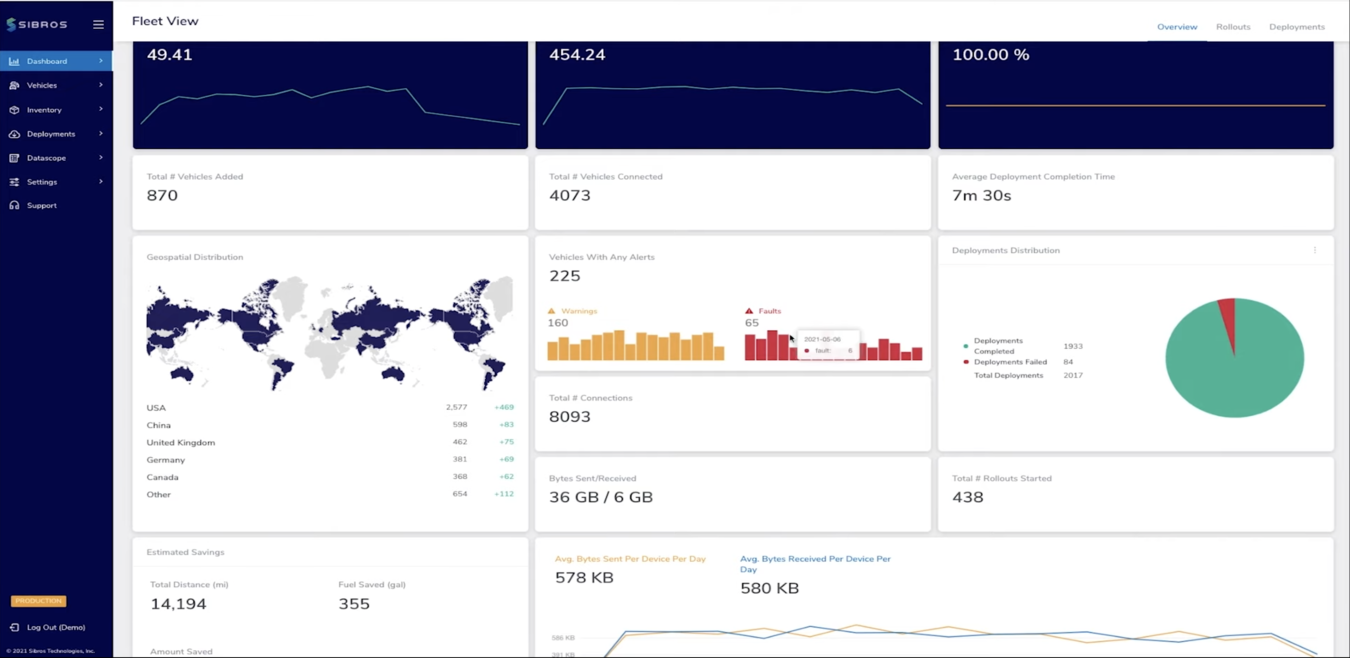 SIBROS
Fleet View
Overview
Rollouts
Deployments
Dashboard
Vehicles
Inventory
Deployments
Datascope
Settings
Support
49.41
454.24
100.00 %
Total # Vehicles Added
870
Total # Vehicles Connected
4073
Average Deployment Completion Time
7m 30s
Geospatial Distribution
USA 2,577 +469
China 598 +83
United Kingdom 462 +75
Germany 381 +69
Canada 368 +62
Other 654 +112
Vehicles With Any Alerts
225
Warnings
160
Faults
65
2021-05-06
fault: 6
Deployments Distribution
Deployments
Completed 1933
Deployments Failed 84
Total Deployments 2017
Total # Connections
8093
Bytes Sent/Received
36 GB / 6 GB
Total # Rollouts Started
438
Estimated Savings
Total Distance (mi)
14,194
Fuel Saved (gal)
355
Amount Saved
Avg. Bytes Sent Per Device Per Day
578 KB
Avg. Bytes Received Per Device Per
Day
580 KB
586 KB
391 KB
PRODUCTION
Log Out (Demo)
© 2021 Sibros Technologies, Inc.